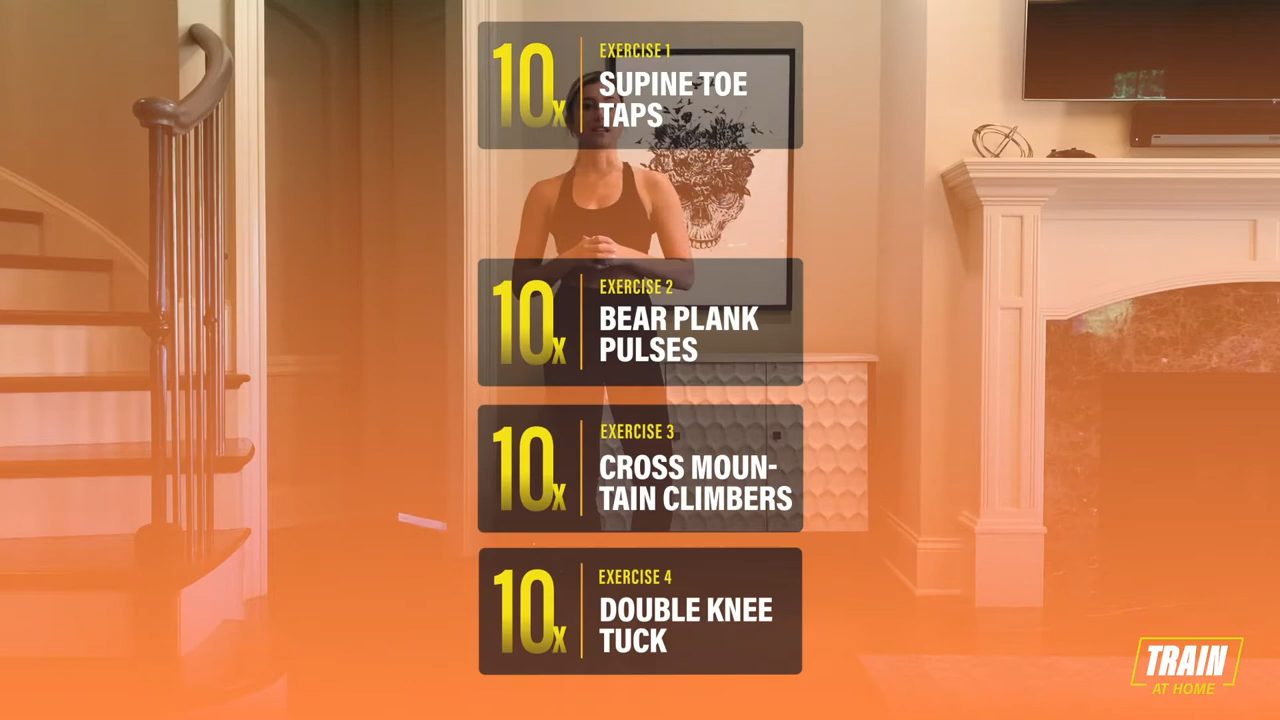 10x
EXERCISE 1
SUPINE TOE
TAPS
10x
EXERCISE 2
BEAR PLANK
PULSES
10x
EXERCISE 3
CROSS MOUN-
TAIN CLIMBERS
10x
EXERCISE 4
DOUBLE KNEE
TUCK
TRAIN
AT HOME